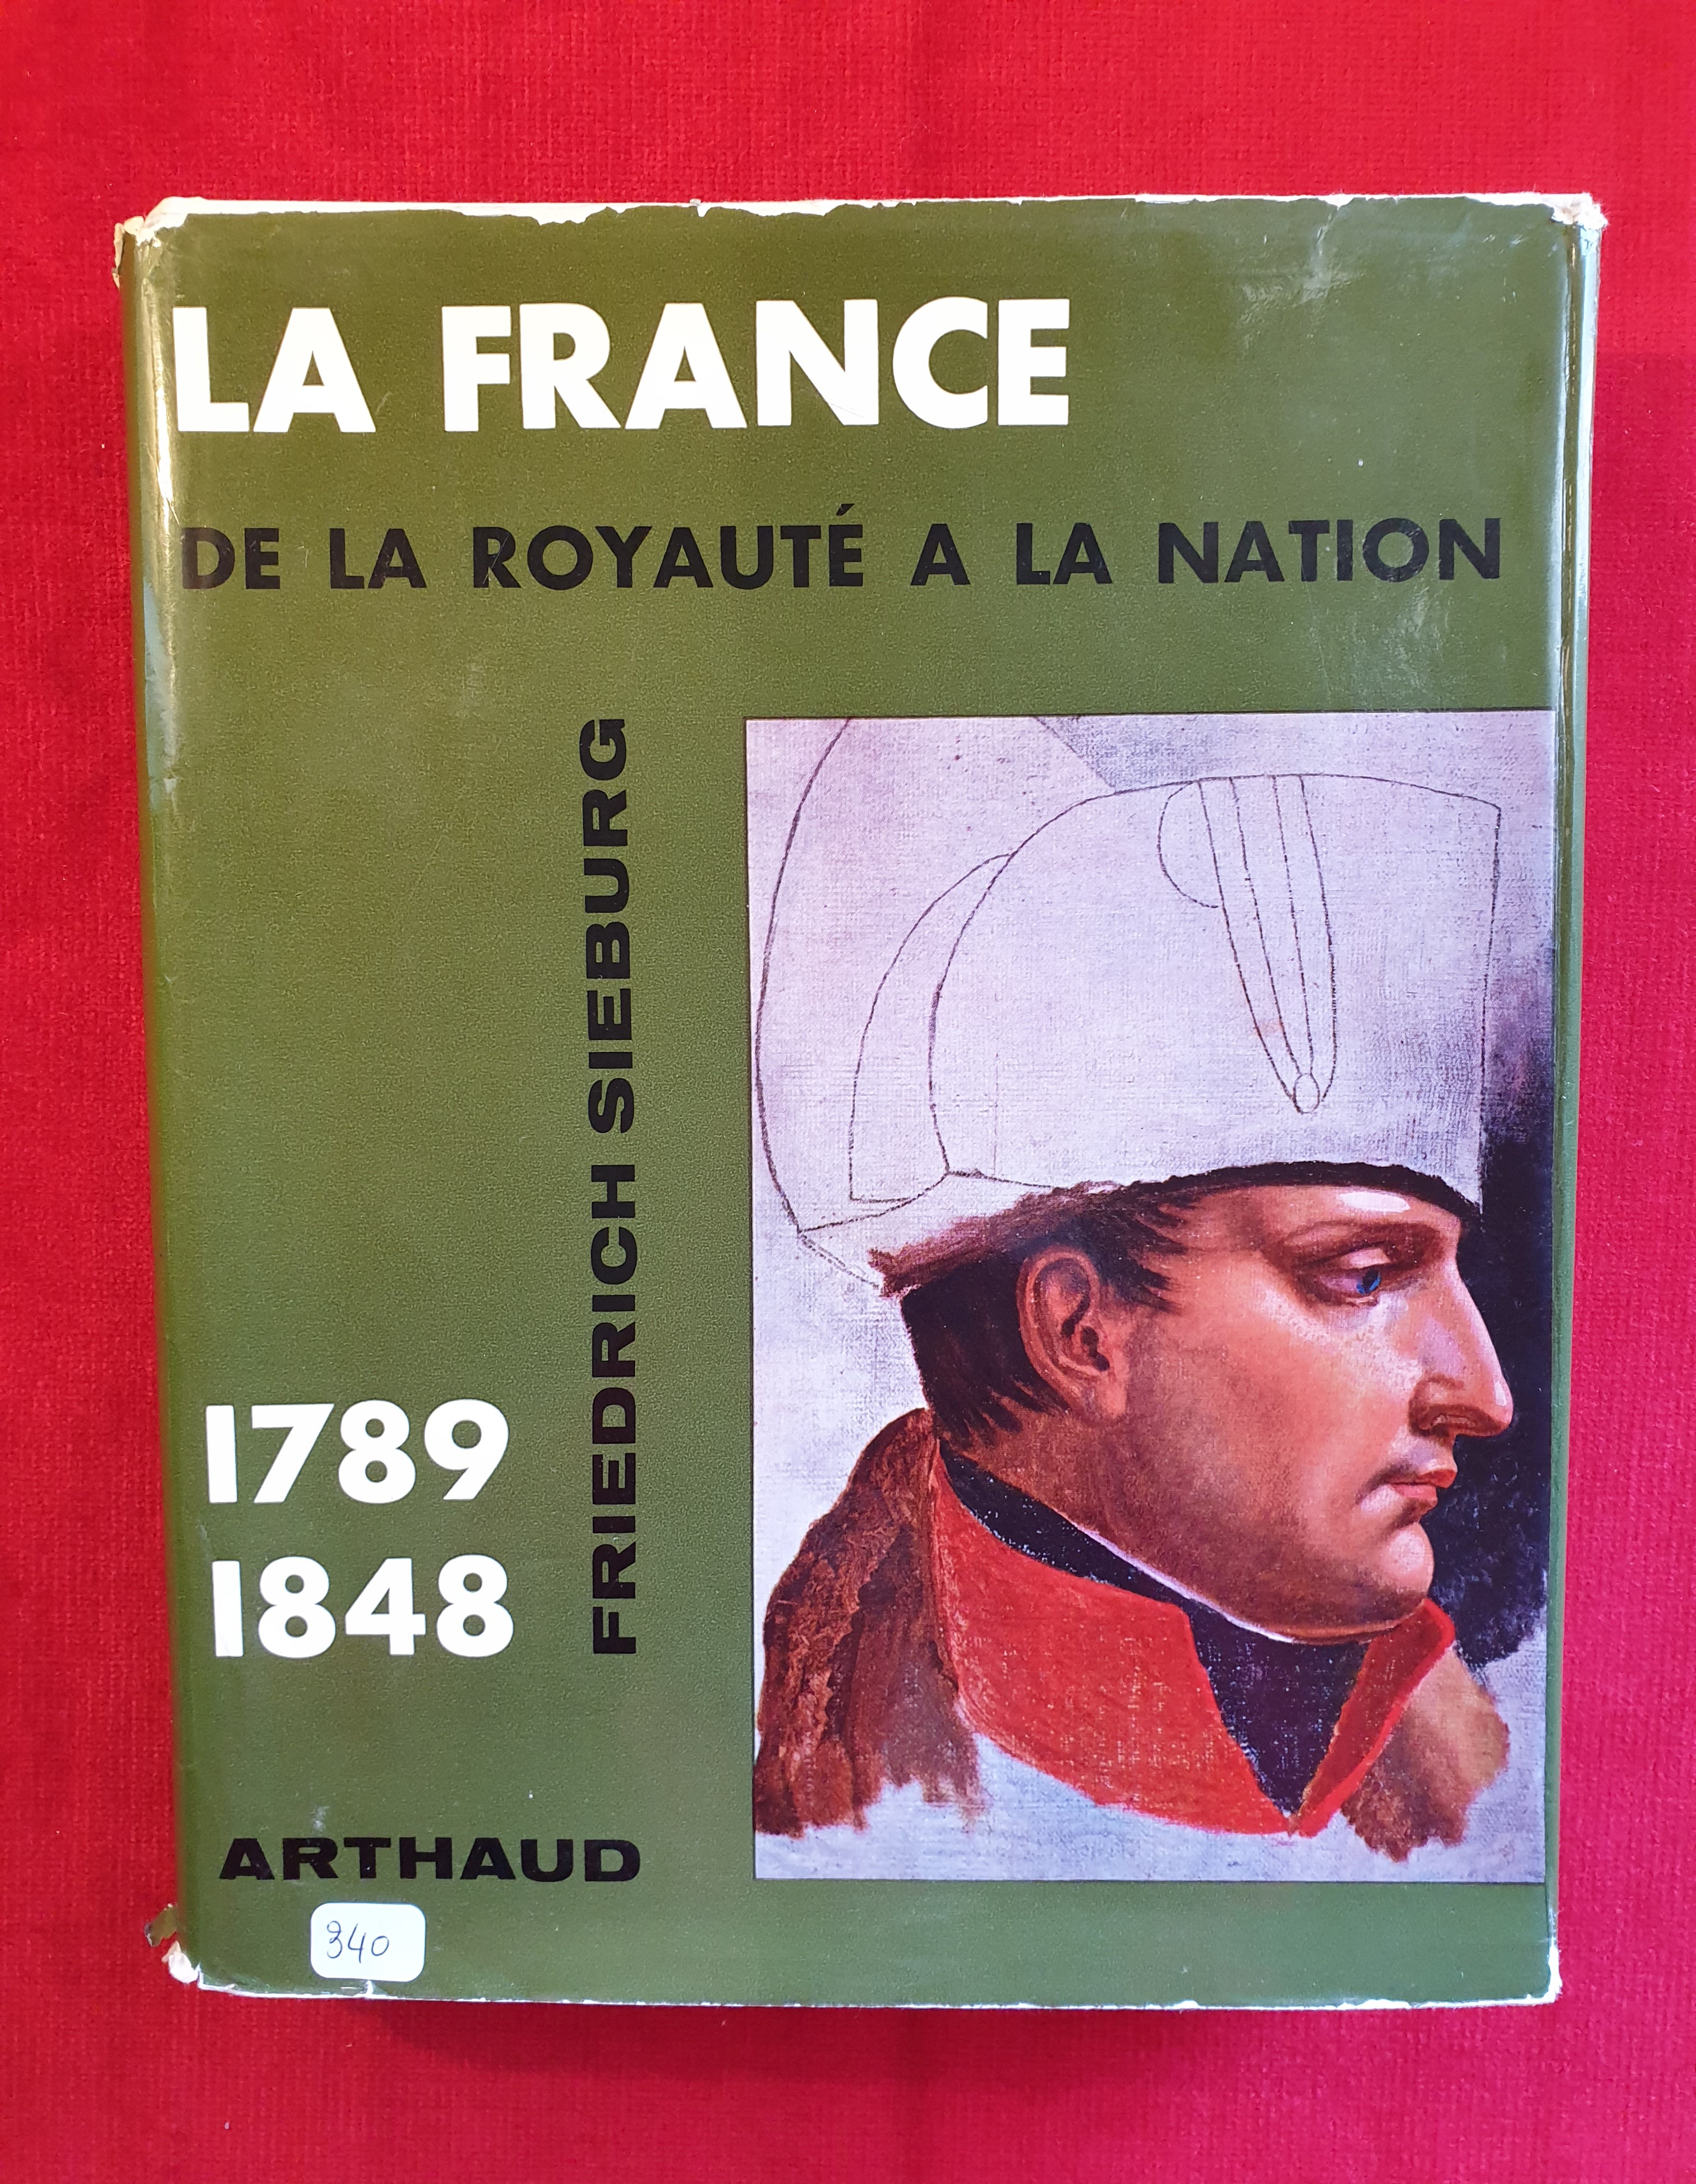 LA FRANCE
DE LA ROYAUTÉ A LA NATION
FRIEDRICH SIEBURG
1789
1848
ARTHAUD
340